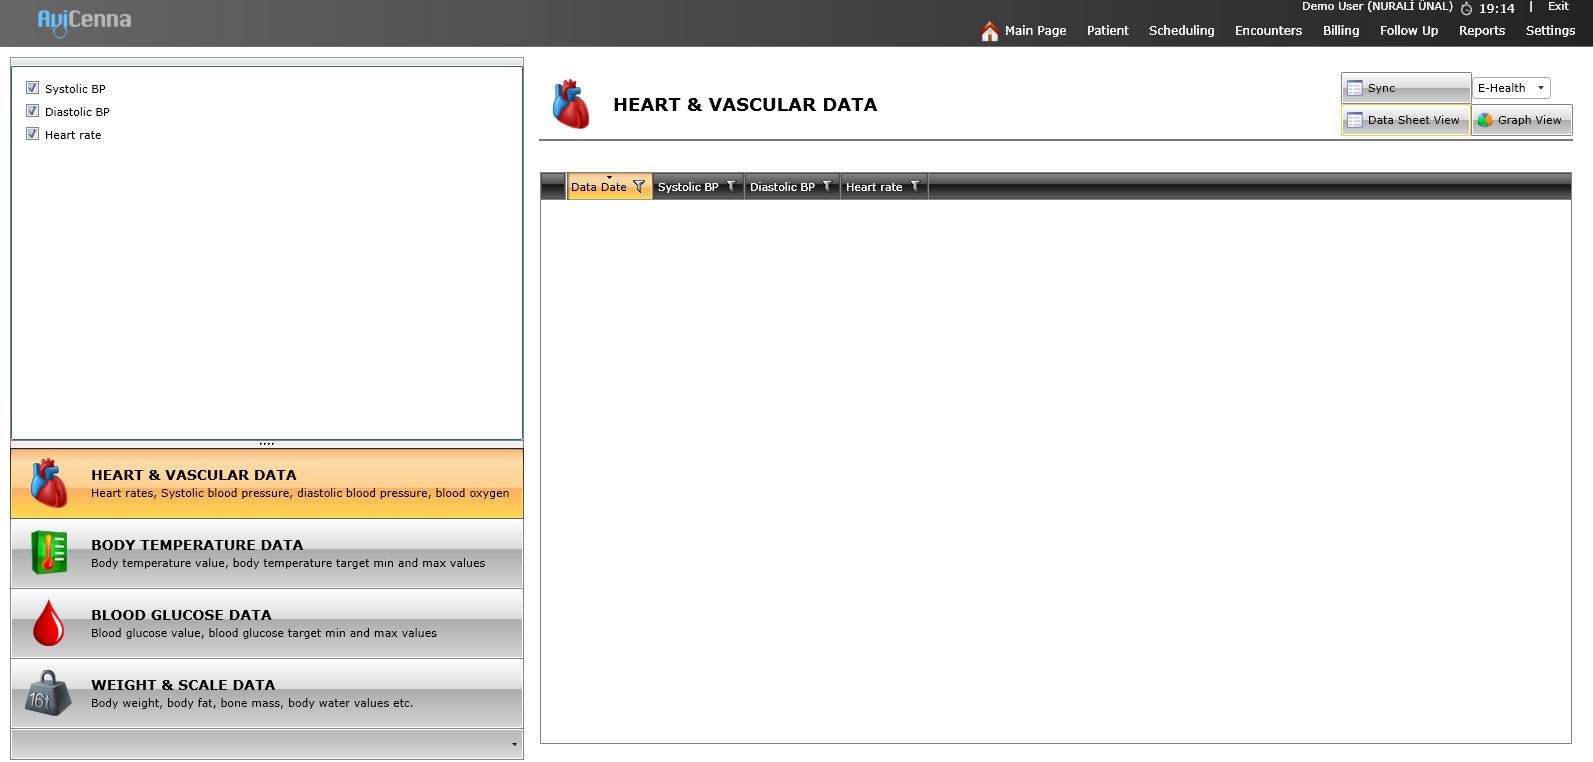 AviCenna
Demo User (NURALİ ÜNAL) 19:14 | Exit
Main Page Patient Scheduling Encounters Billing Follow Up Reports Settings
Systolic BP
Diastolic BP
Heart rate
HEART & VASCULAR DATA
Heart rates, Systolic blood pressure, diastolic blood pressure, blood oxygen
BODY TEMPERATURE DATA
Body temperature value, body temperature target min and max values
BLOOD GLUCOSE DATA
Blood glucose value, blood glucose target min and max values
16t
WEIGHT & SCALE DATA
Body weight, body fat, bone mass, body water values etc.
HEART & VASCULAR DATA
Sync E-Health
Data Sheet View Graph View
Data Date Systolic BP Diastolic BP Heart rate